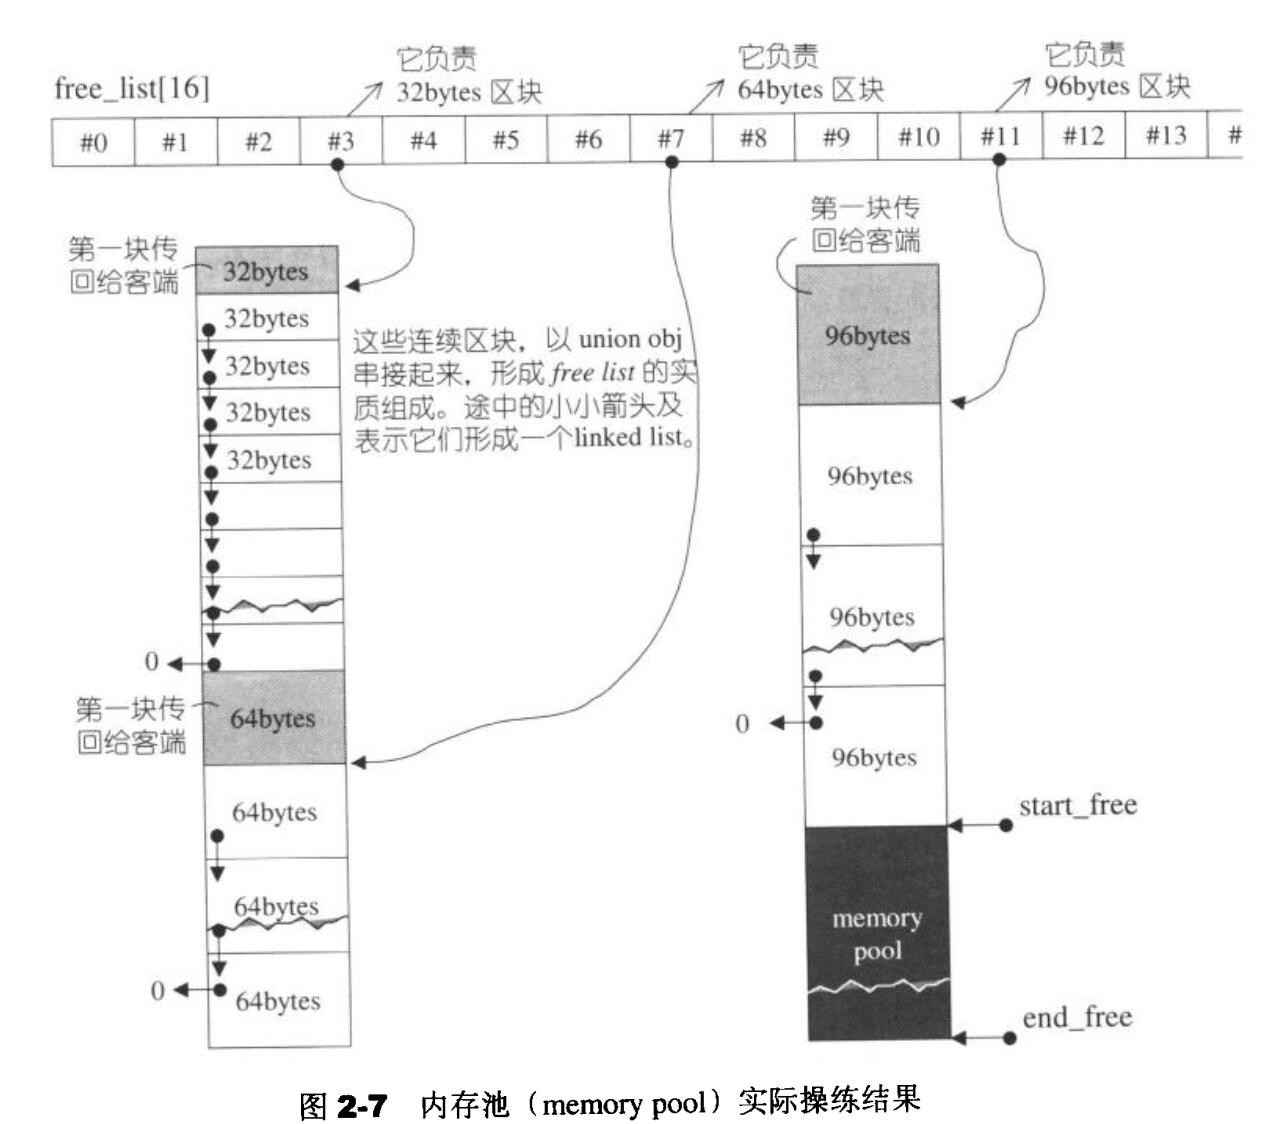 它负责
32bytes 区块
它负责
64bytes 区块
它负责
96bytes 区块
free_list[16]
#0 #1 #2 #3 #4 #5 #6 #7 #8 #9 #10 #11 #12 #13 #
第一块传
回给客端
32bytes
32bytes
32bytes
32bytes
32bytes
0
这些连续区块，以 union obj
串接起来，形成 free list 的实
质组成。途中的小小箭头及
表示它们形成一个linked list。
第一块传
回给客端
64bytes
64bytes
64bytes
64bytes
0
第一块传
回给客端
96bytes
96bytes
96bytes
0
96bytes
start_free
memory
pool
end_free
图 2-7 内存池（memory pool）实际操练结果